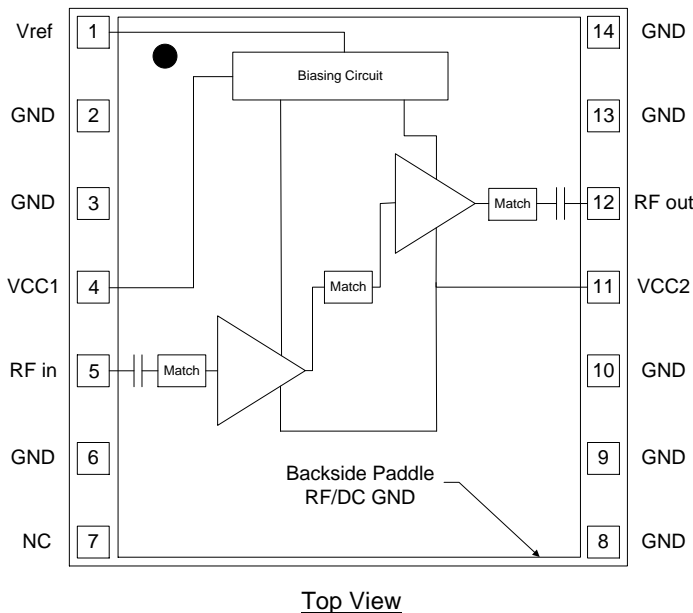 Vref 1 14 GND
Biasing Circuit
GND 2 13 GND
GND 3 Match 12 RF out
VCC1 4 Match 11 VCC2
RF in 5 Match 10 GND
GND 6 9 GND
Backside Paddle
RF/DC GND
NC 7 8 GND
Top View